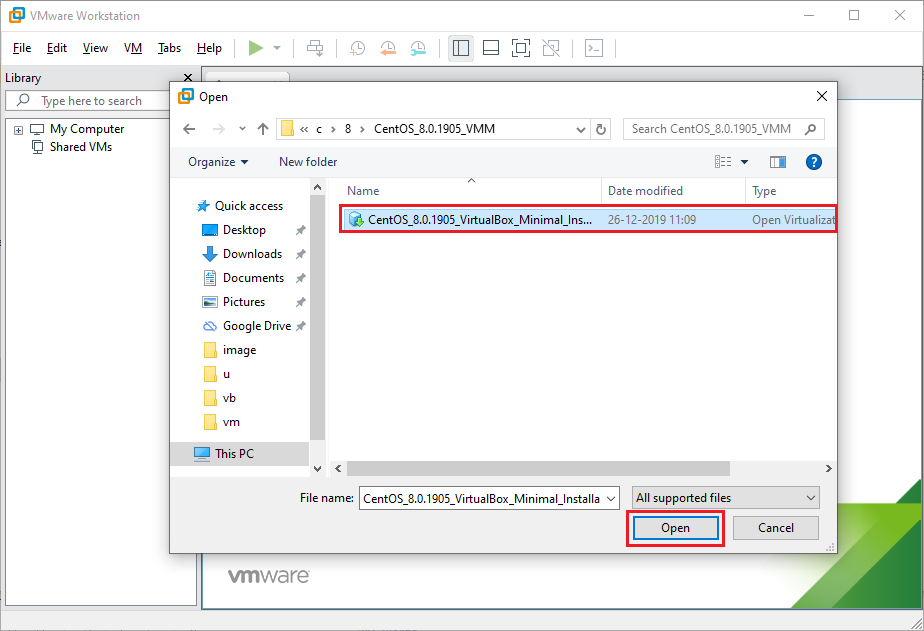 VMware Workstation
File Edit View VM Tabs Help
Library
Type here to search
My Computer
Shared VMs
Open
« c › 8 › CentOS_8.0.1905_VMM
Search CentOS_8.0.1905_VMM
Organize
New folder
Name Date modified Type
CentOS_8.0.1905_VirtualBox_Minimal_Ins... 26-12-2019 11:09 Open Virtualizat
Quick access
Desktop
Downloads
Documents
Pictures
Google Drive
image
u
vb
vm
This PC
File name: CentOS_8.0.1905_VirtualBox_Minimal_Installa
All supported files
Open Cancel
vmware